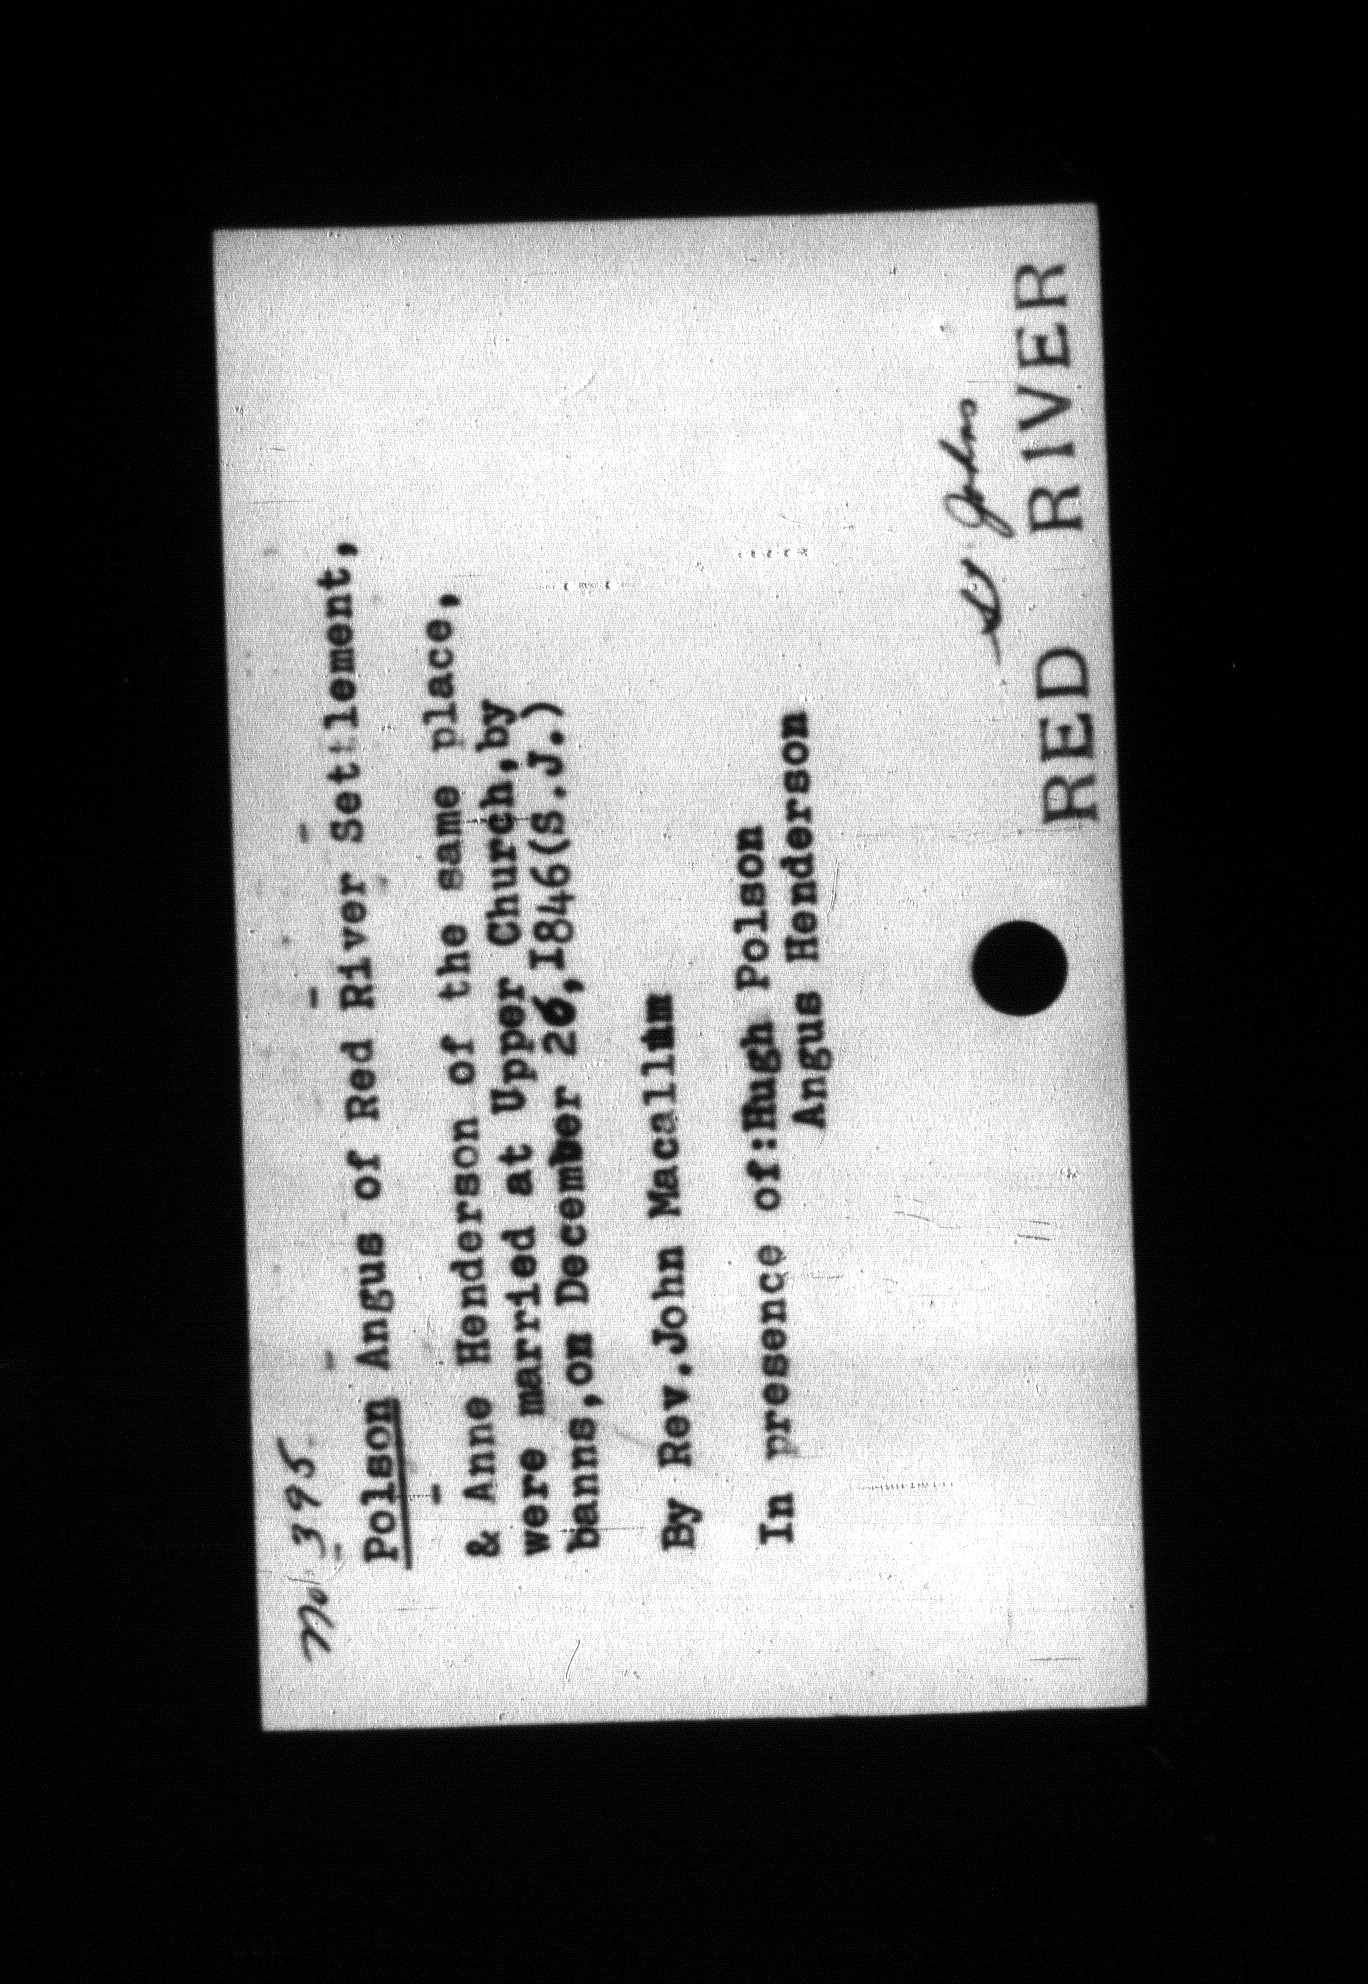 No 395
Polson Angus of Red River Settlement,
& Anne Henderson of the same place,
were married at Upper Church,by
banns,on December 26,I846(S.J.)
By Rev.John Macallum
In presence of:Hugh Polson
Angus Henderson
St Johns
RED RIVER